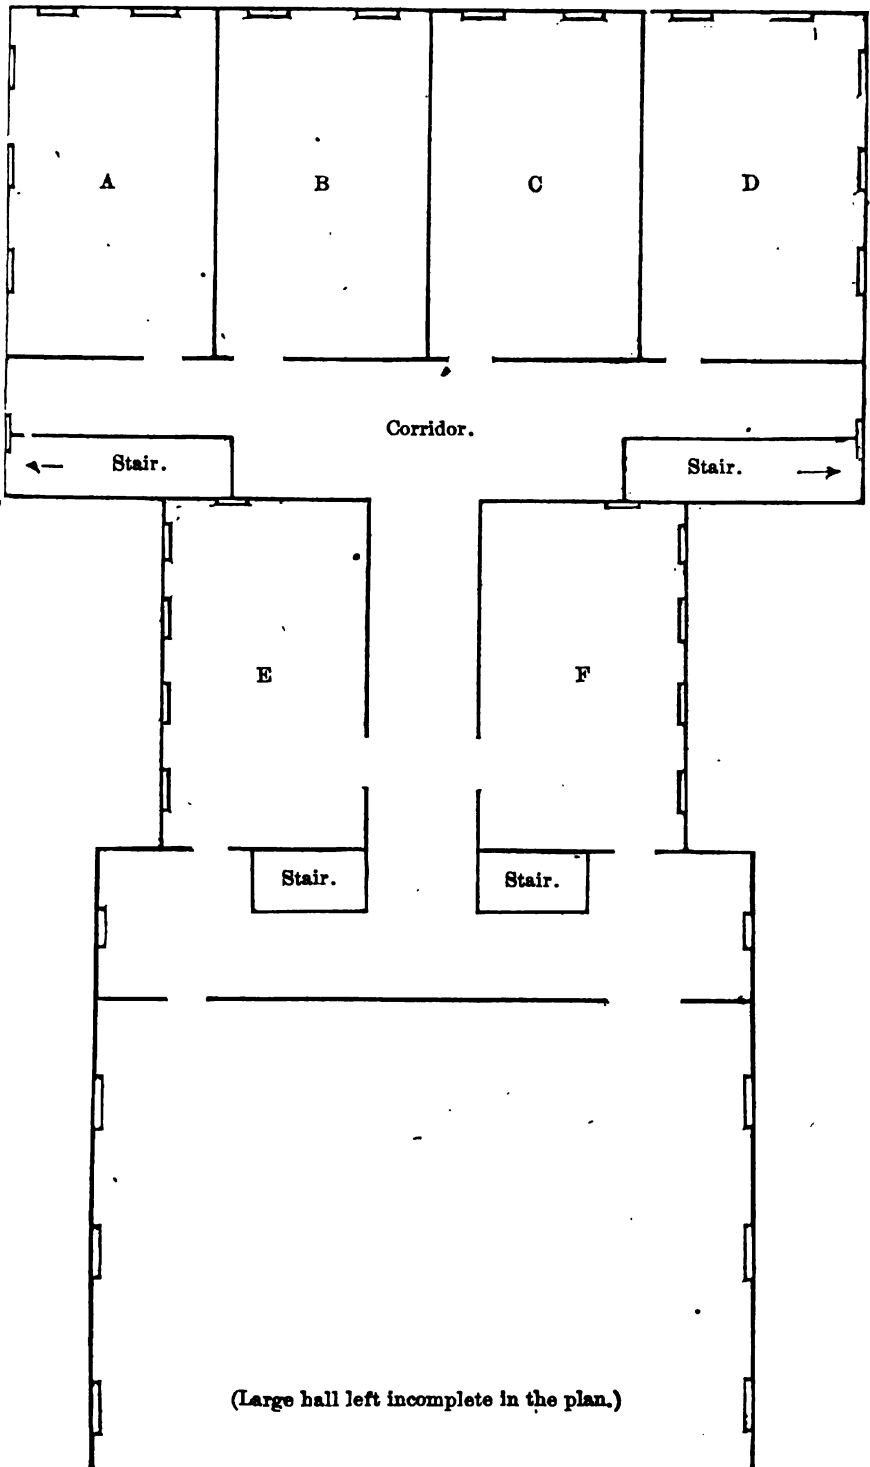 A B C D
Corridor.
Stair. Stair.
E F
Stair. Stair.
(Large hall left incomplete in the plan.)